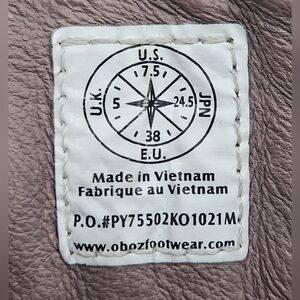 U.S.
7.5
U.K. 5 24.5 JPN
38
E.U.
Made in Vietnam
Fabrique au Vietnam
P.O.#PY75502KO1021M
www.obozfootwear.com